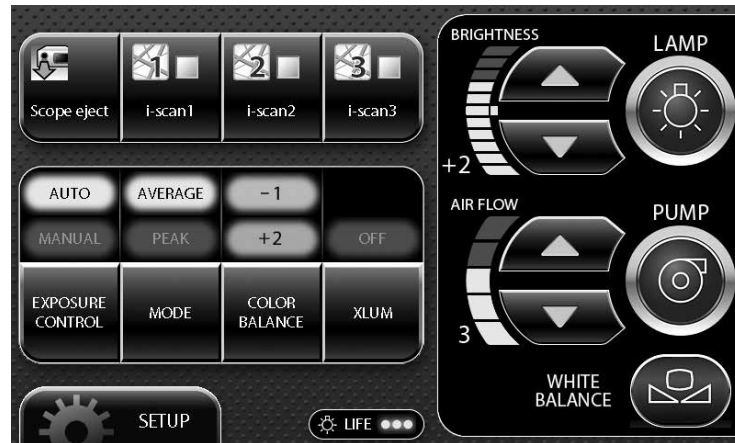 Scope eject
1
i-scan1
2
i-scan2
3
i-scan3
BRIGHTNESS
+2
LAMP
AUTO
MANUAL
EXPOSURE
CONTROL
AVERAGE
PEAK
MODE
-1
+2
COLOR
BALANCE
OFF
XLUM
AIR FLOW
3
PUMP
WHITE
BALANCE
SETUP
LIFE